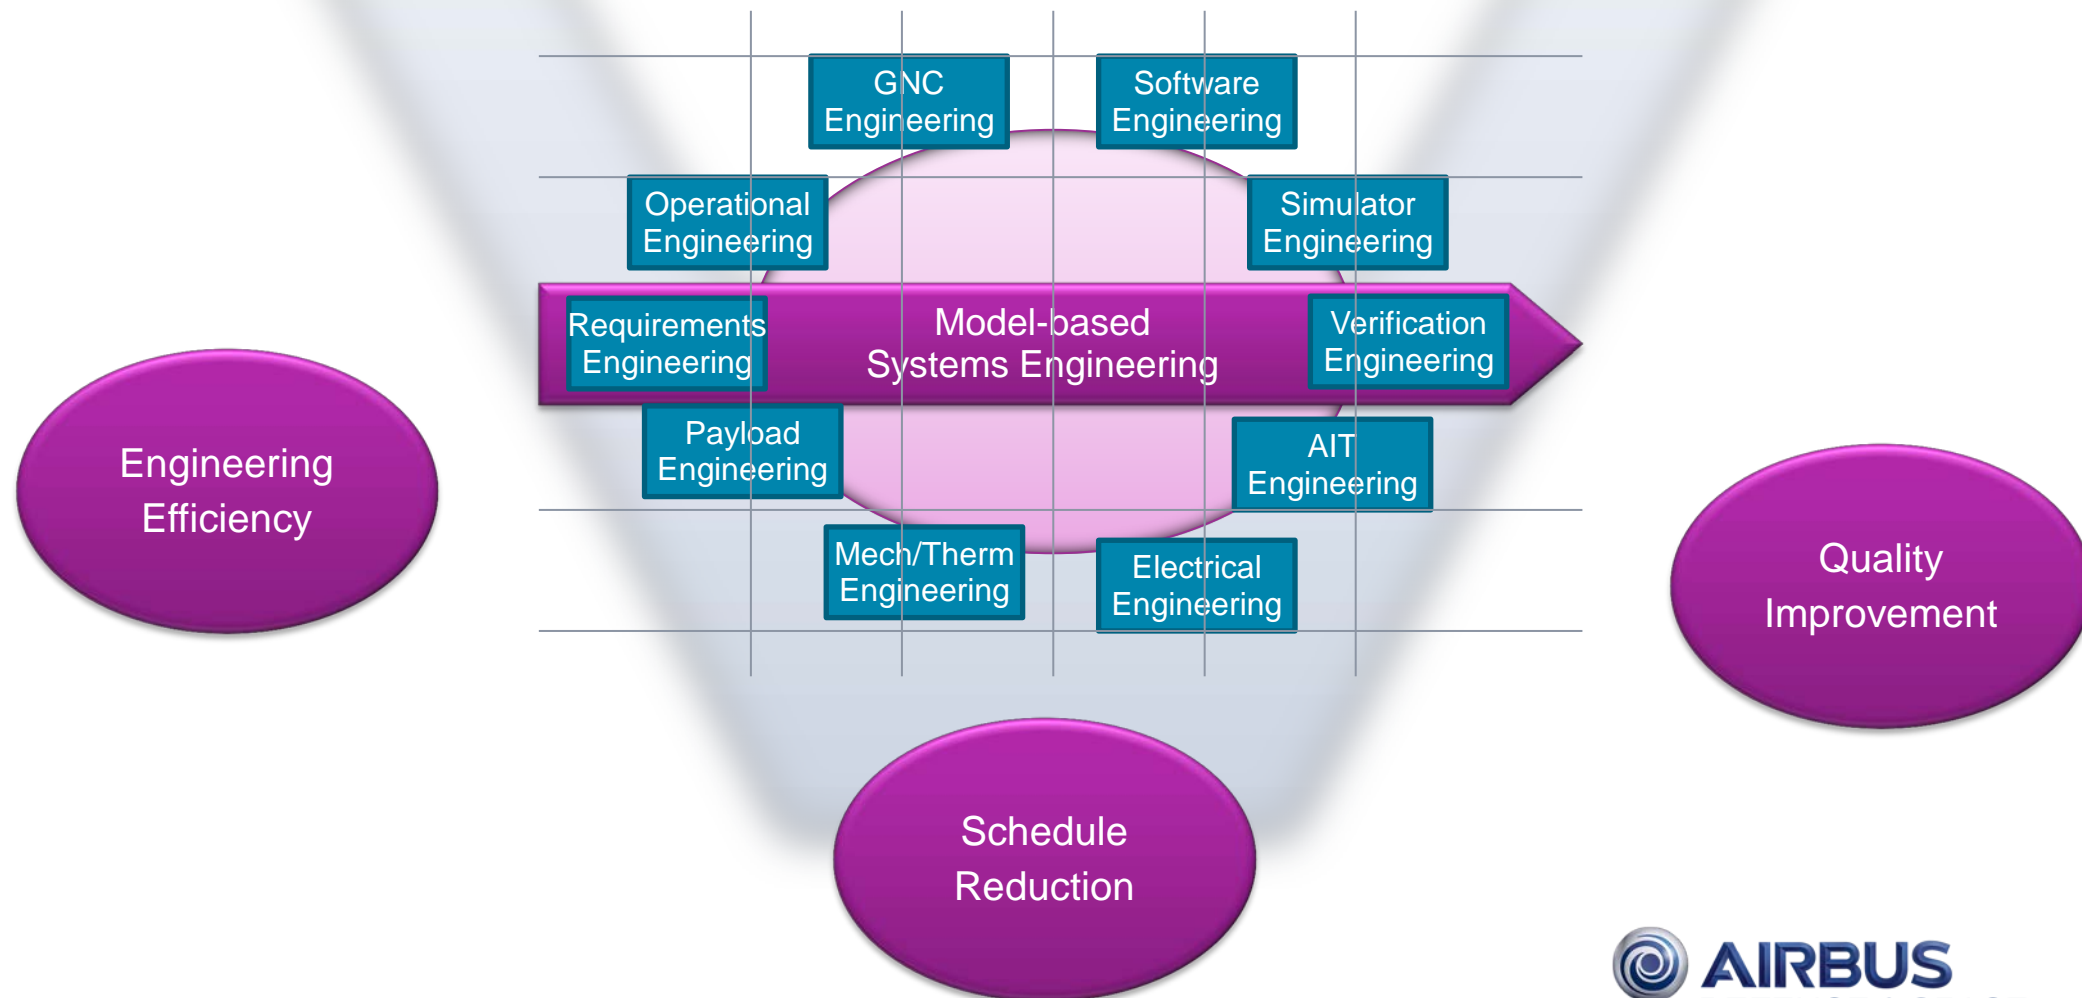 GNC
Engineering
Software
Engineering
Operational
Engineering
Simulator
Engineering
Requirements
Engineering
Model-based
Systems Engineering
Verification
Engineering
Payload
Engineering
AIT
Engineering
Mech/Therm
Engineering
Electrical
Engineering
Engineering
Efficiency
Quality
Improvement
Schedule
Reduction
AIRBUS